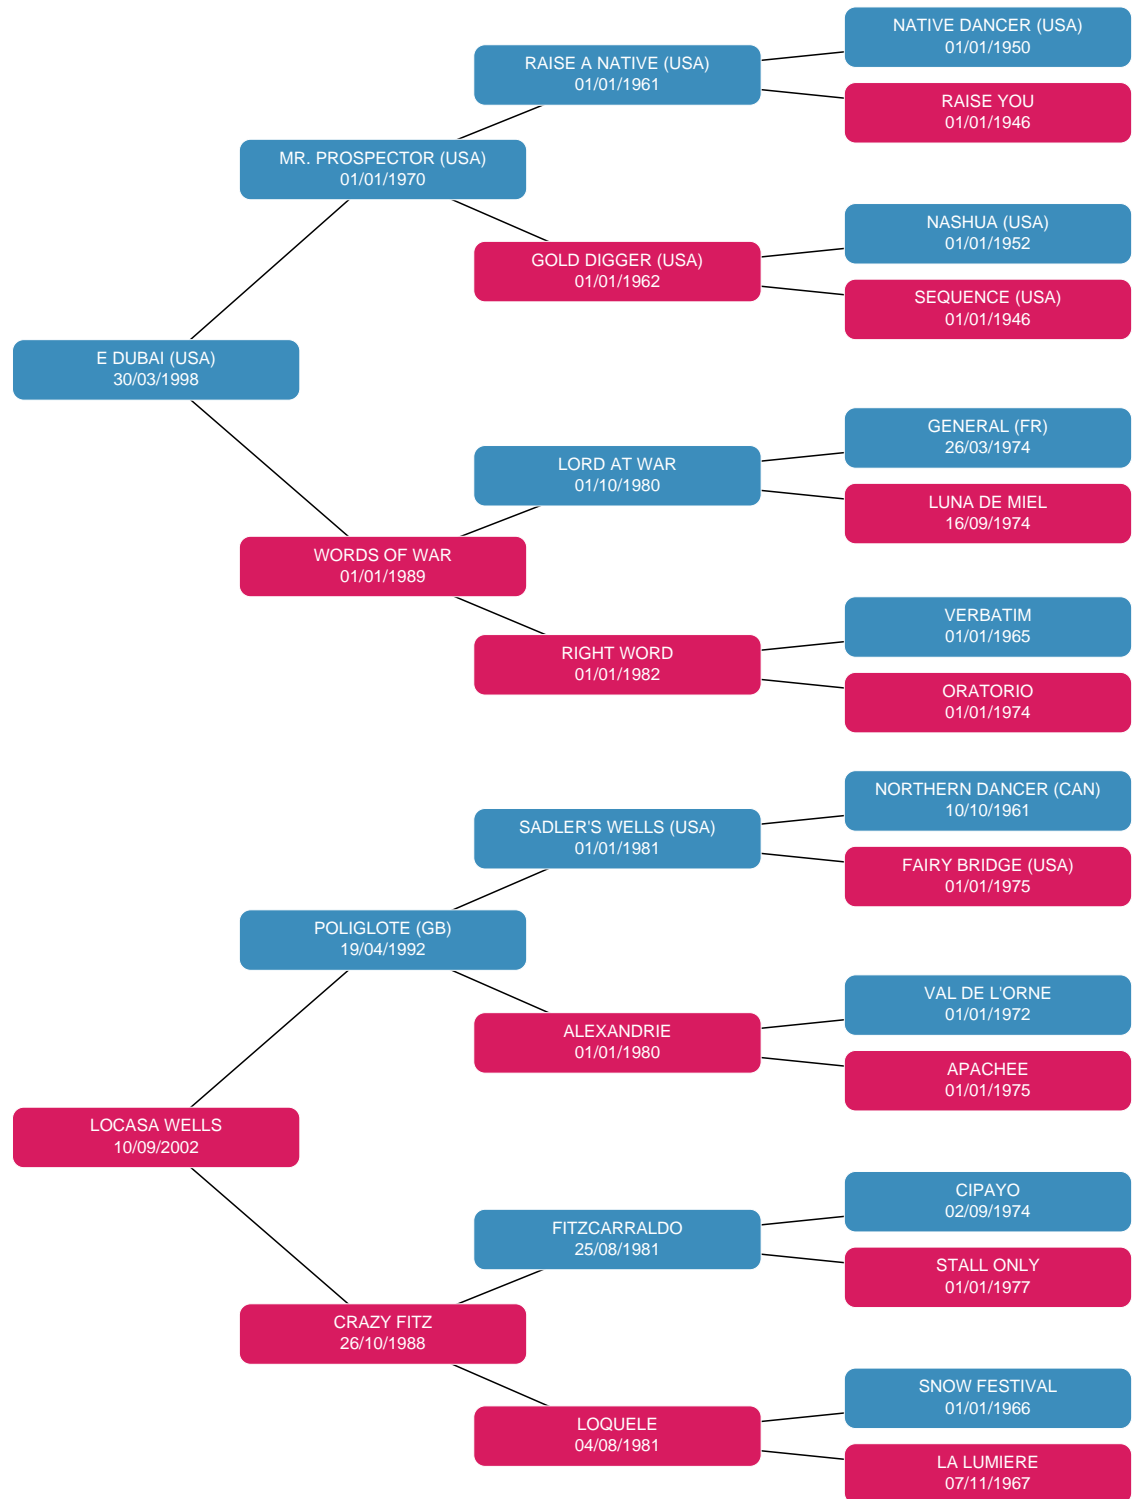 NATIVE DANCER (USA)
01/01/1950
RAISE A NATIVE (USA)
01/01/1961
RAISE YOU
01/01/1946
MR. PROSPECTOR (USA)
01/01/1970
NASHUA (USA)
01/01/1952
GOLD DIGGER (USA)
01/01/1962
SEQUENCE (USA)
01/01/1946
E DUBAI (USA)
30/03/1998
GENERAL (FR)
26/03/1974
LORD AT WAR
01/10/1980
LUNA DE MIEL
16/09/1974
WORDS OF WAR
01/01/1989
VERBATIM
01/01/1965
RIGHT WORD
01/01/1982
ORATORIO
01/01/1974
NORTHERN DANCER (CAN)
10/10/1961
SADLER'S WELLS (USA)
01/01/1981
FAIRY BRIDGE (USA)
01/01/1975
POLIGLOTE (GB)
19/04/1992
VAL DE L'ORNE
01/01/1972
ALEXANDRIE
01/01/1980
APACHEE
01/01/1975
LOCASA WELLS
10/09/2002
CIPAYO
02/09/1974
FITZCARRALDO
25/08/1981
STALL ONLY
01/01/1977
CRAZY FITZ
26/10/1988
SNOW FESTIVAL
01/01/1966
LOQUELE
04/08/1981
LA LUMIERE
07/11/1967